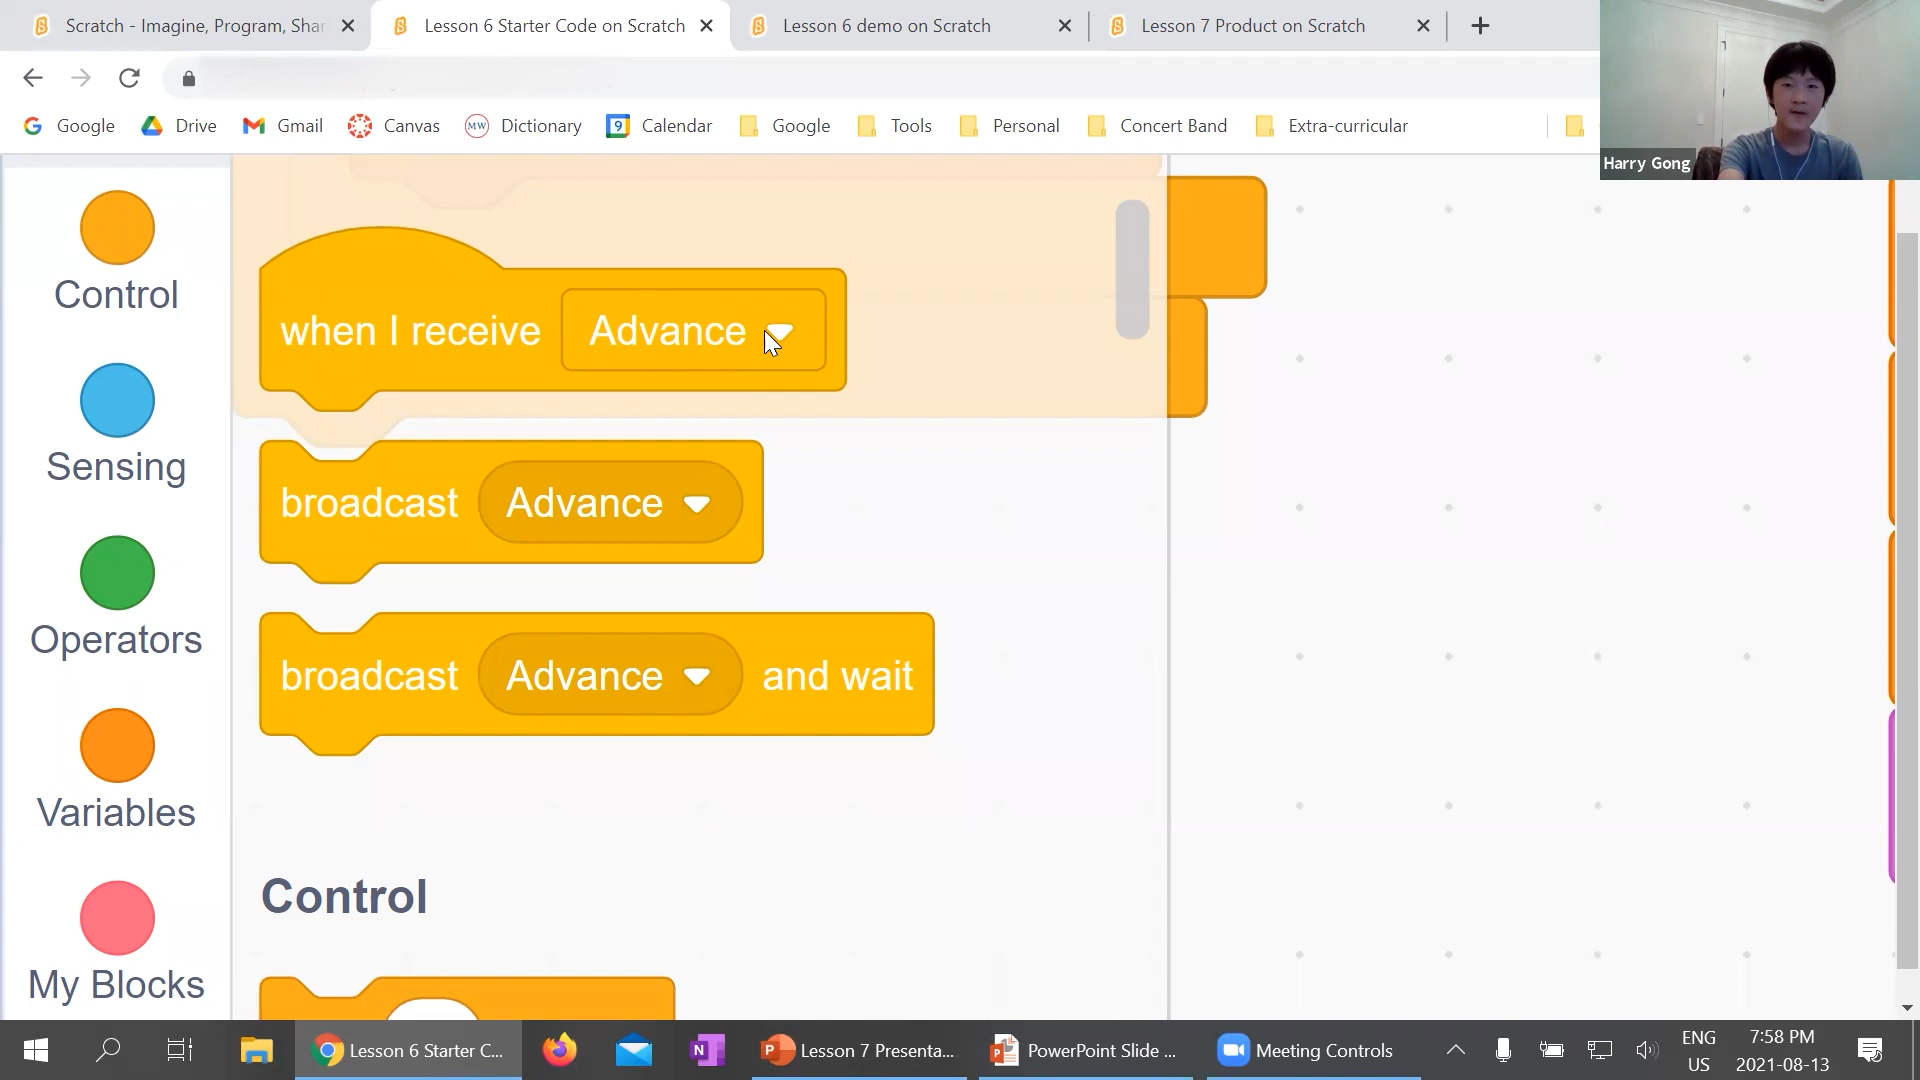 Scratch - Imagine, Program, Shar
Lesson 6 Starter Code on Scratch
Lesson 6 demo on Scratch
Lesson 7 Product on Scratch
Google
Drive
Gmail
Canvas
MW
Dictionary
9
Calendar
Google
Tools
Personal
Concert Band
Extra-curricular
Harry Gong
Control
Sensing
Operators
Variables
My Blocks
when I receive Advance
broadcast Advance
broadcast Advance and wait
Control
Lesson 6 Starter C...
N
P
Lesson 7 Presenta...
P
PowerPoint Slide ...
Meeting Controls
ENG
US
7:58 PM
2021-08-13